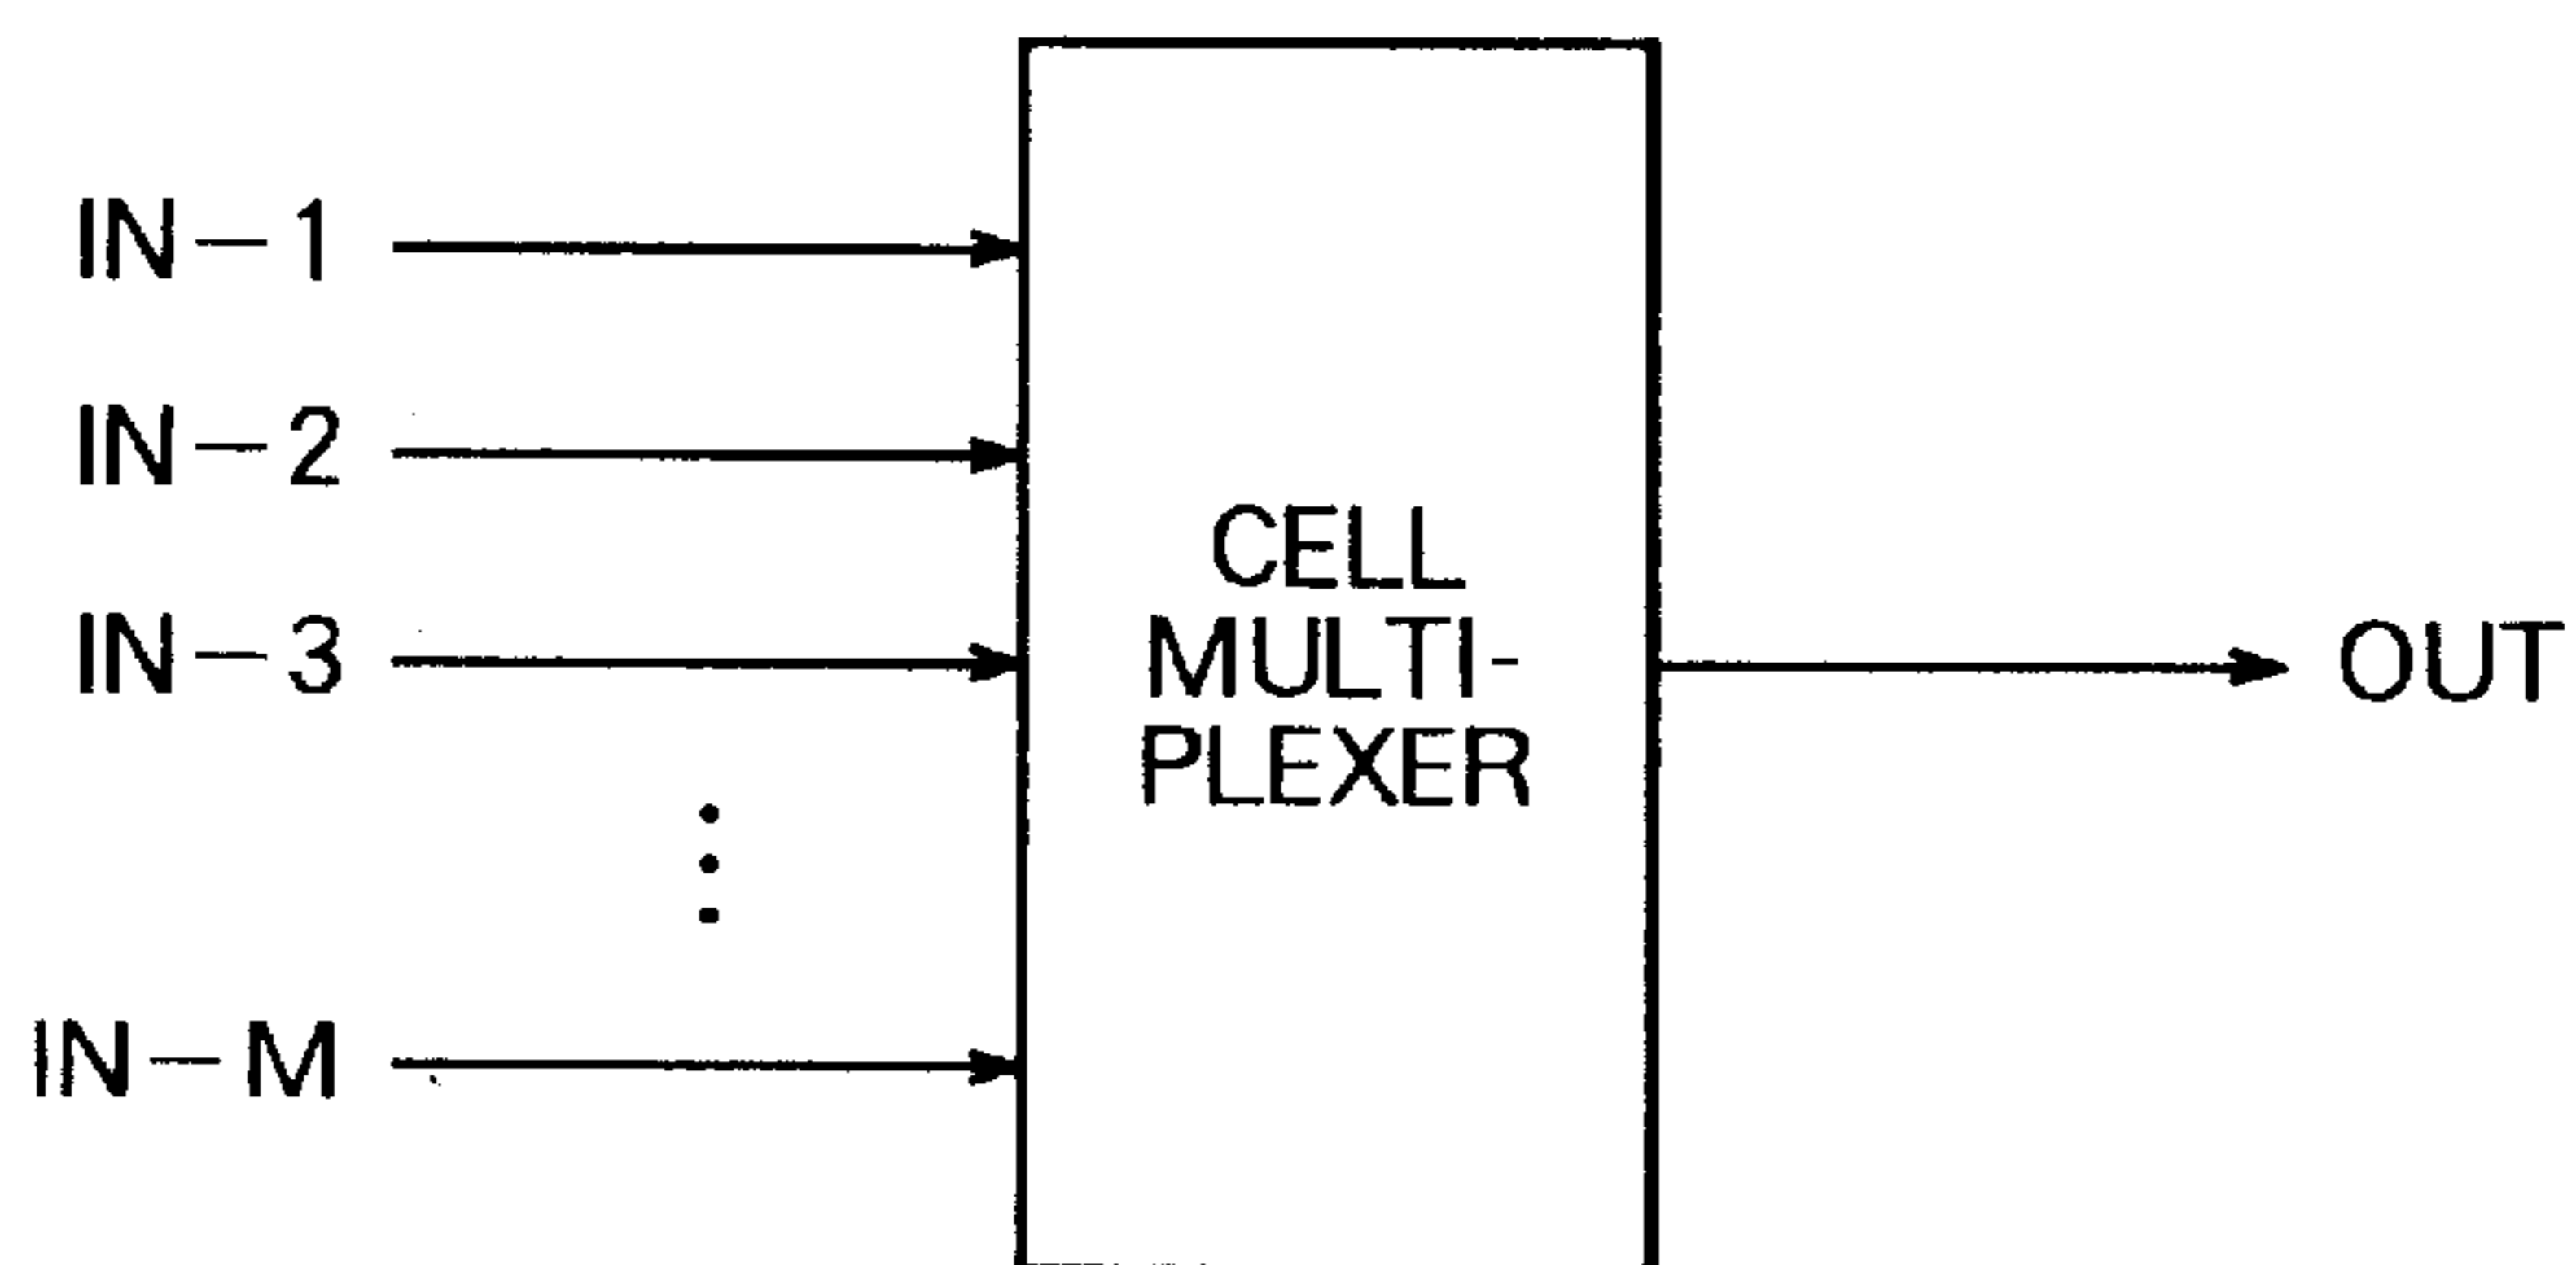 IN-1
IN-2
IN-3
IN-M
CELL
MULTI-
PLEXER
OUT